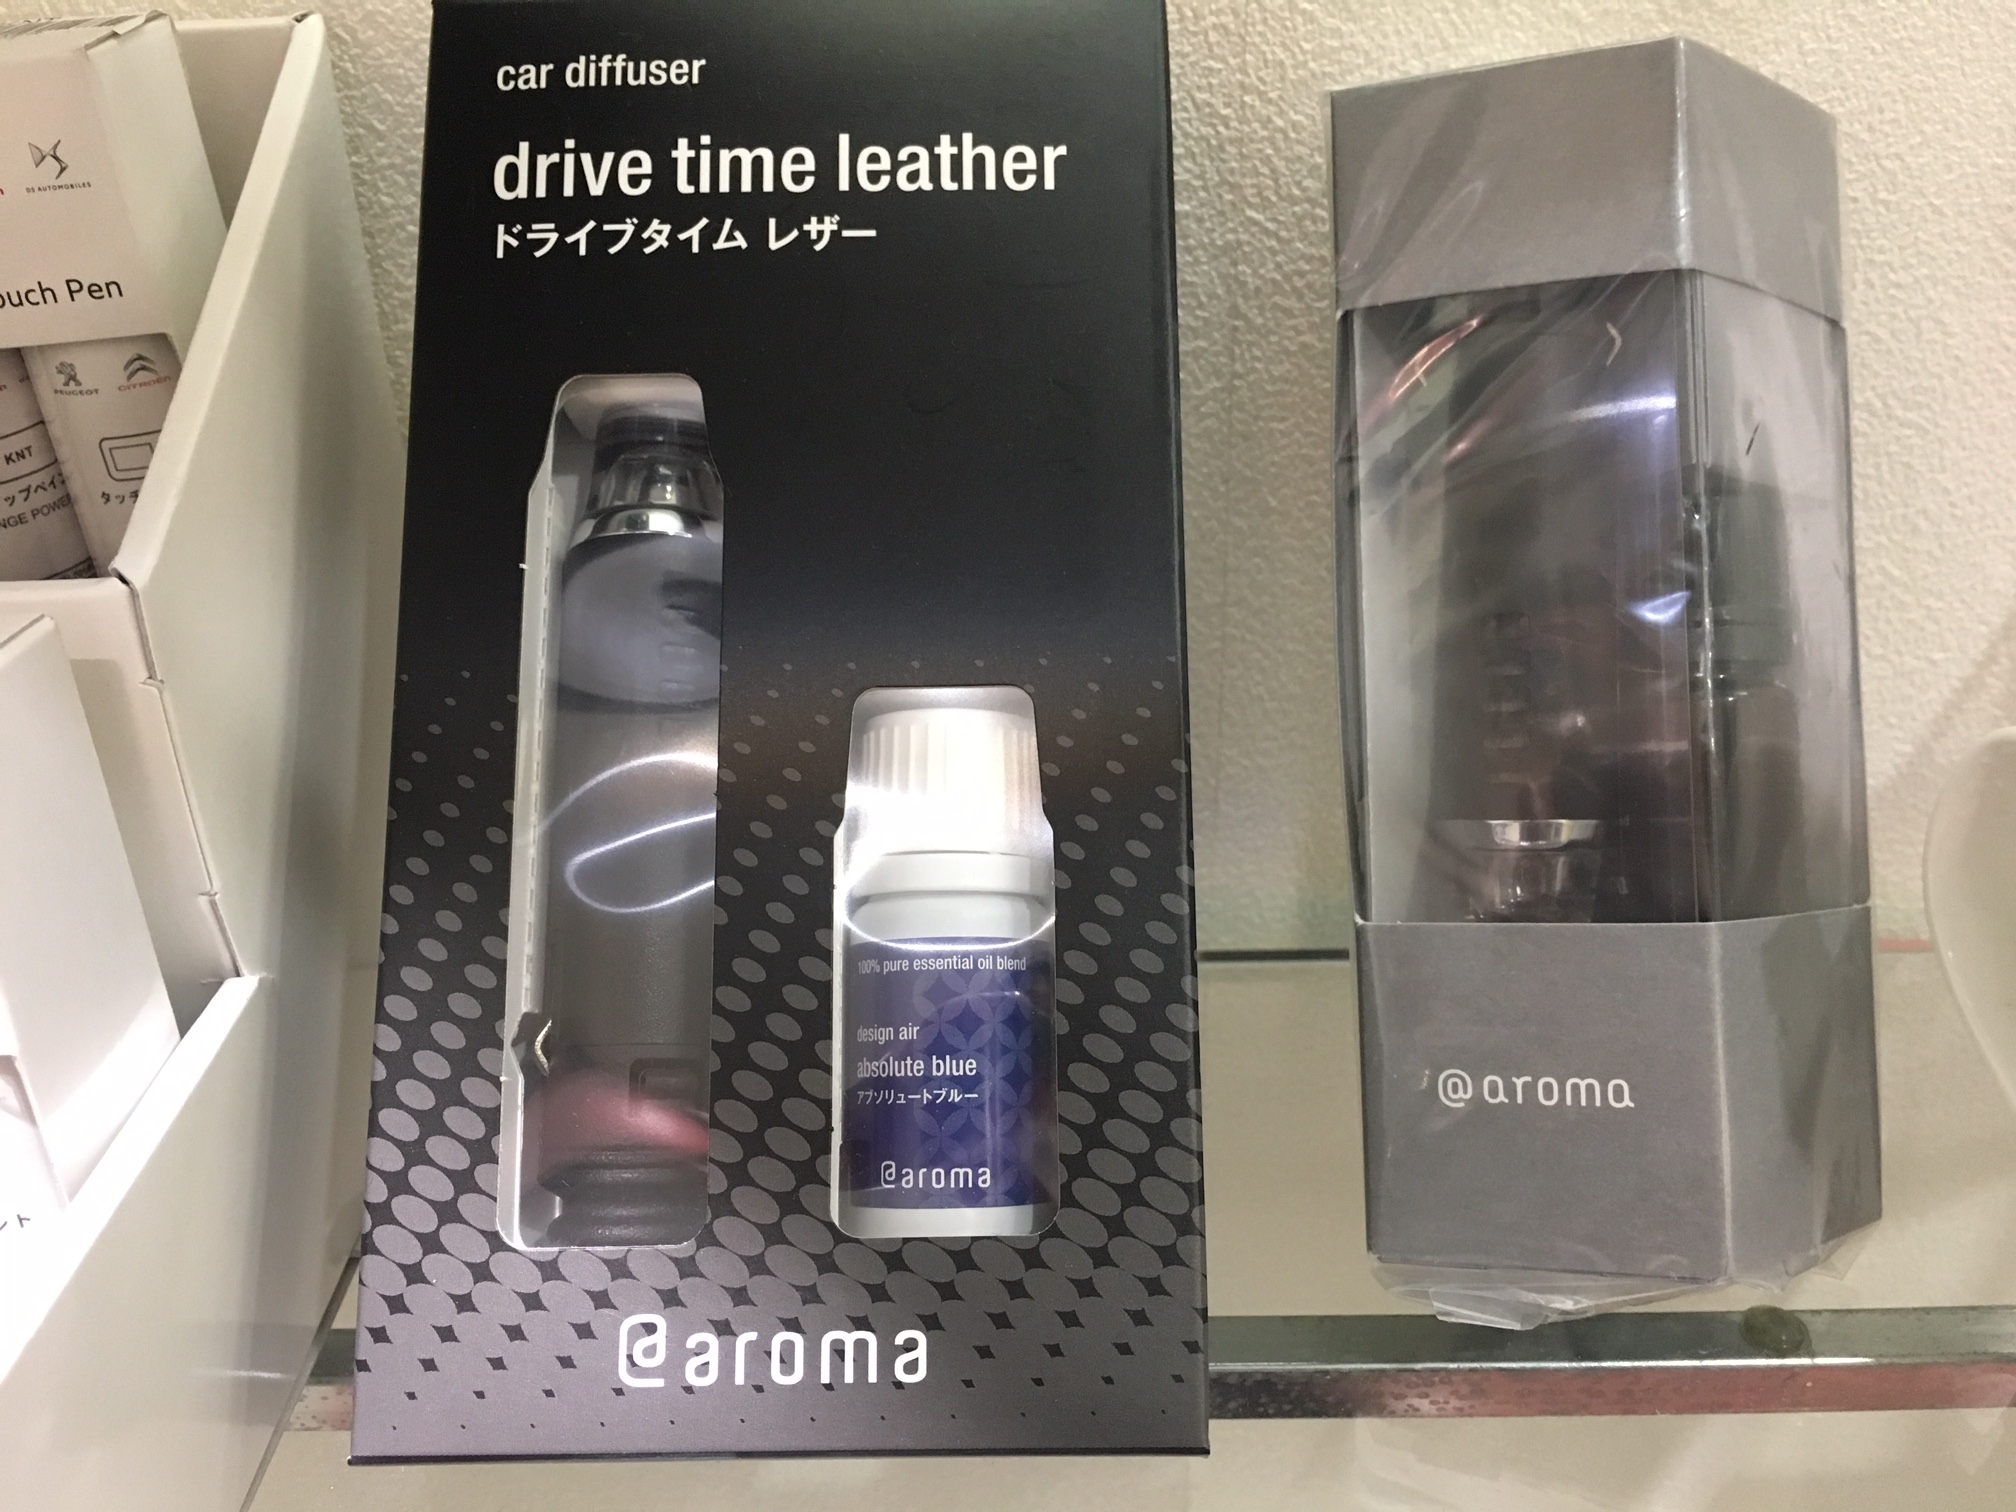 car diffuser
drive time leather
ドライブタイム レザー
100% pure essential oil blend
design air
absolute blue
アブソリュートブルー
@aroma
@aroma
@aroma
DS AUTOMOBILES
Pen
PEUGEOT
CITROËN
KNT